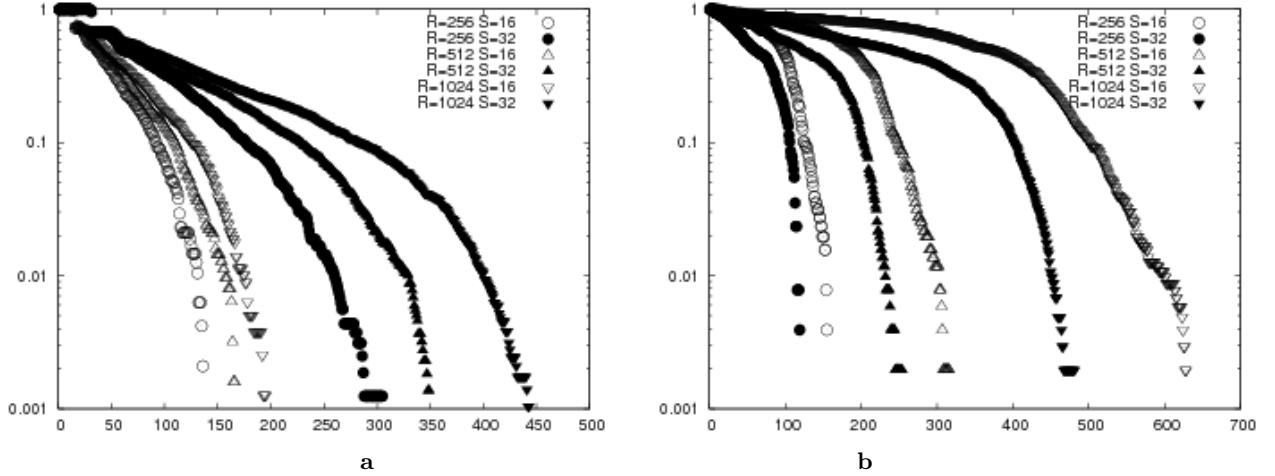 1
0.1
0.01
0.001
0 50 100 150 200 250 300 350 400 450 500
R=256 S=16
R=256 S=32
R=512 S=16
R=512 S=32
R=1024 S=16
R=1024 S=32
a
1
0.1
0.01
0.001
0 100 200 300 400 500 600 700
R=256 S=16
R=256 S=32
R=512 S=16
R=512 S=32
R=1024 S=16
R=1024 S=32
b